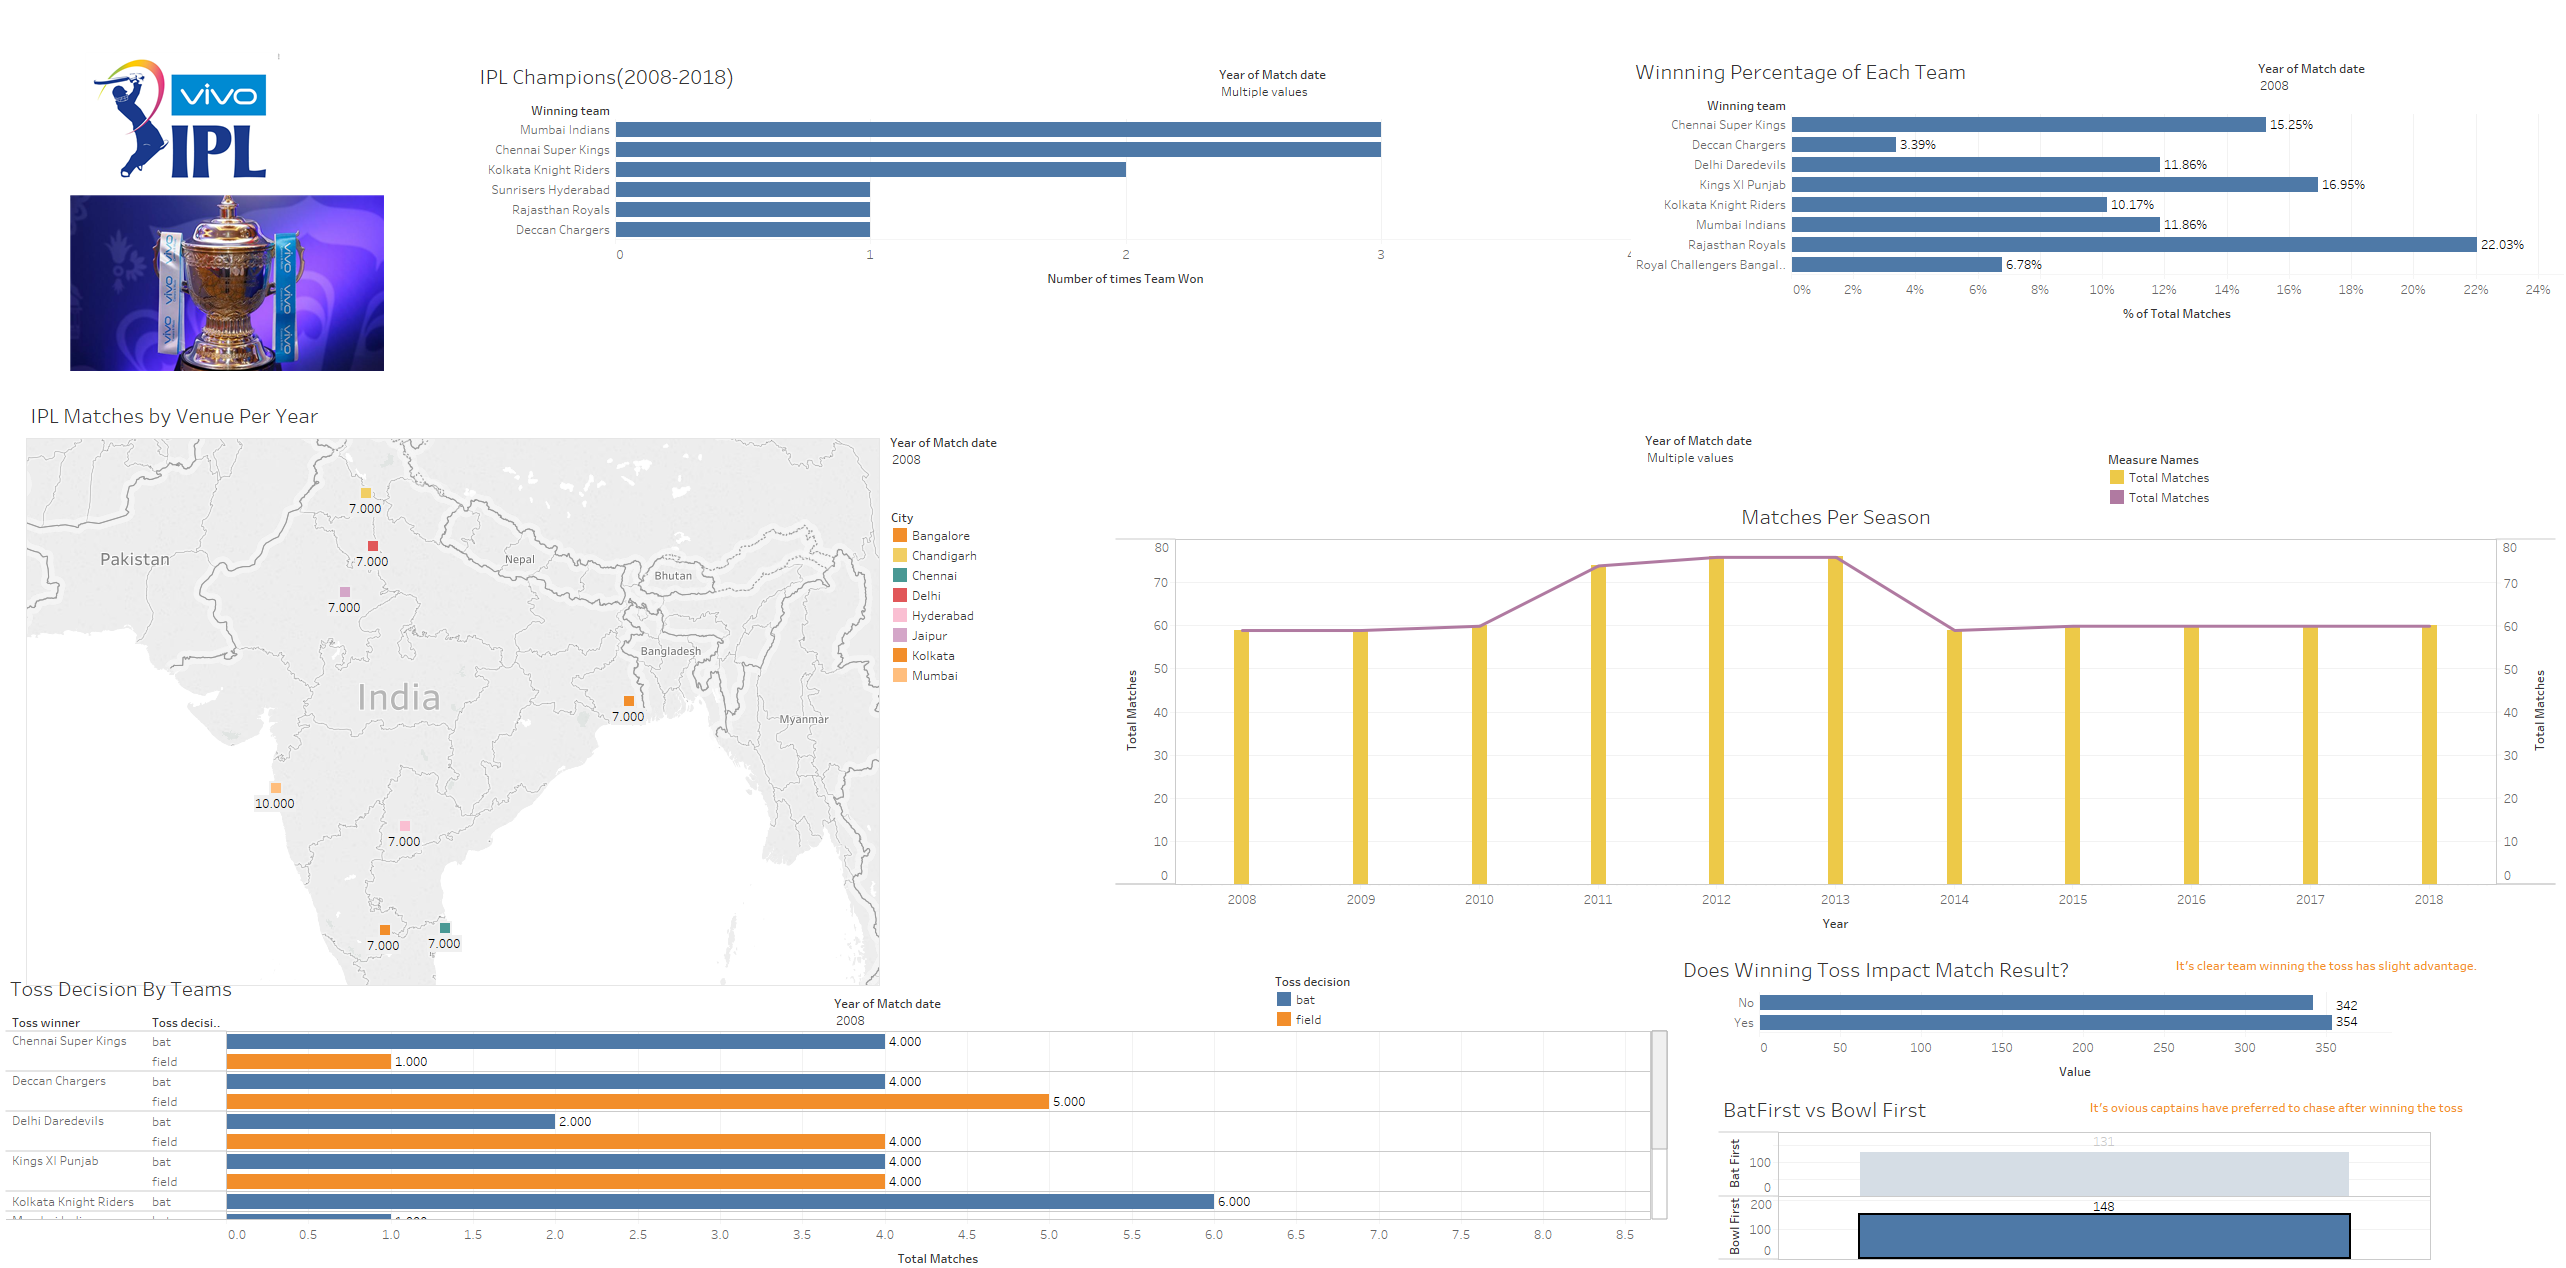 vivo
IPL
vivo
vivo
vivo
vivo
vivo
IPL Champions(2008-2018)
Year of Match date
Multiple values
Winning team
Mumbai Indians
Chennai Super Kings
Kolkata Knight Riders
Sunrisers Hyderabad
Rajasthan Royals
Deccan Chargers
0 1 2 3
Number of times Team Won
Winnning Percentage of Each Team
Year of Match date
2008
Winning team
Chennai Super Kings 15.25%
Deccan Chargers 3.39%
Delhi Daredevils 11.86%
Kings XI Punjab 16.95%
Kolkata Knight Riders 10.17%
Mumbai Indians 11.86%
Rajasthan Royals 22.03%
Royal Challengers Bangal.. 6.78%
0% 2% 4% 6% 8% 10% 12% 14% 16% 18% 20% 22% 24%
% of Total Matches
IPL Matches by Venue Per Year
7.000
7.000
7.000
Pakistan
Nepal
Bhutan
Bangladesh
India
7.000
Myanmar
10.000
7.000
7.000 7.000
Year of Match date
2008
City
Bangalore
Chandigarh
Chennai
Delhi
Hyderabad
Jaipur
Kolkata
Mumbai
Year of Match date
Multiple values
Measure Names
Total Matches
Total Matches
Matches Per Season
80 80
70 70
60 60
50 50
40 40
30 30
20 20
10 10
0 0
Total Matches
Total Matches
2008 2009 2010 2011 2012 2013 2014 2015 2016 2017 2018
Year
Toss Decision By Teams
Year of Match date
2008
Toss decision
bat
field
Toss winner Toss decisi..
Chennai Super Kings bat 4.000
field 1.000
Deccan Chargers bat 4.000
field 5.000
Delhi Daredevils bat 2.000
field 4.000
Kings XI Punjab bat 4.000
field 4.000
Kolkata Knight Riders bat 6.000
0.0 0.5 1.0 1.5 2.0 2.5 3.0 3.5 4.0 4.5 5.0 5.5 6.0 6.5 7.0 7.5 8.0 8.5
Total Matches
Does Winning Toss Impact Match Result?
It's clear team winning the toss has slight advantage.
No 342
Yes 354
0 50 100 150 200 250 300 350
Value
BatFirst vs Bowl First
It's ovious captains have preferred to chase after winning the toss
Bat First
131
100
0
Bowl First
200
148
100
0